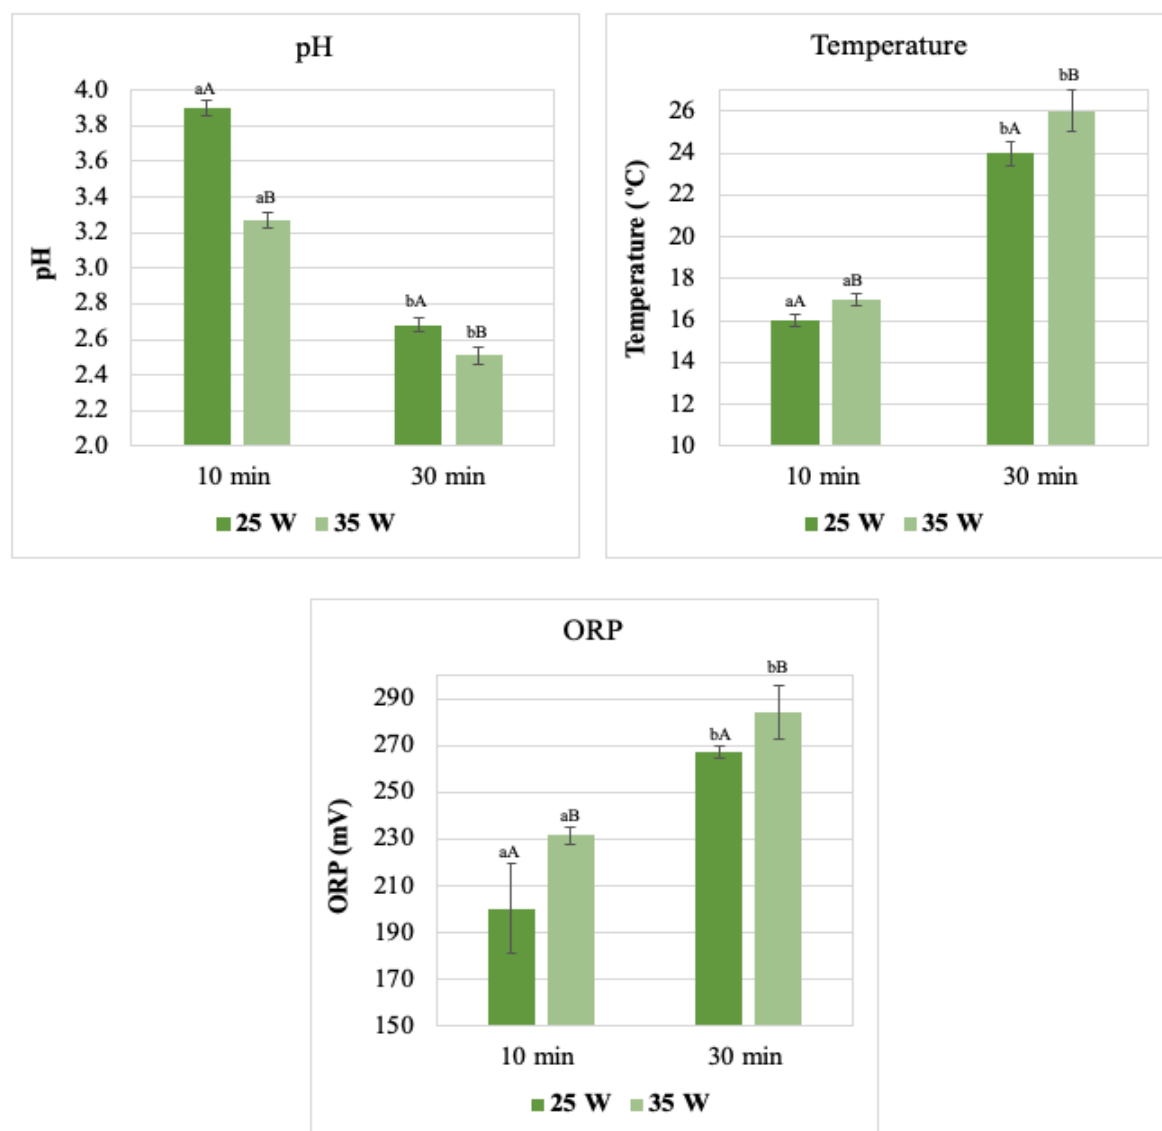 pH
4.0
3.8
3.6
3.4
3.2
3.0
2.8
2.6
2.4
2.2
2.0
pH
aA
aB
bA
bB
10 min 30 min
25 W 35 W
Temperature
26
24
22
20
18
16
14
12
10
Temperature ( ºC)
aA
aB
bA
bB
10 min 30 min
25 W 35 W
ORP
290
270
250
230
210
190
170
150
ORP (mV)
aA
aB
bA
bB
10 min 30 min
25 W 35 W